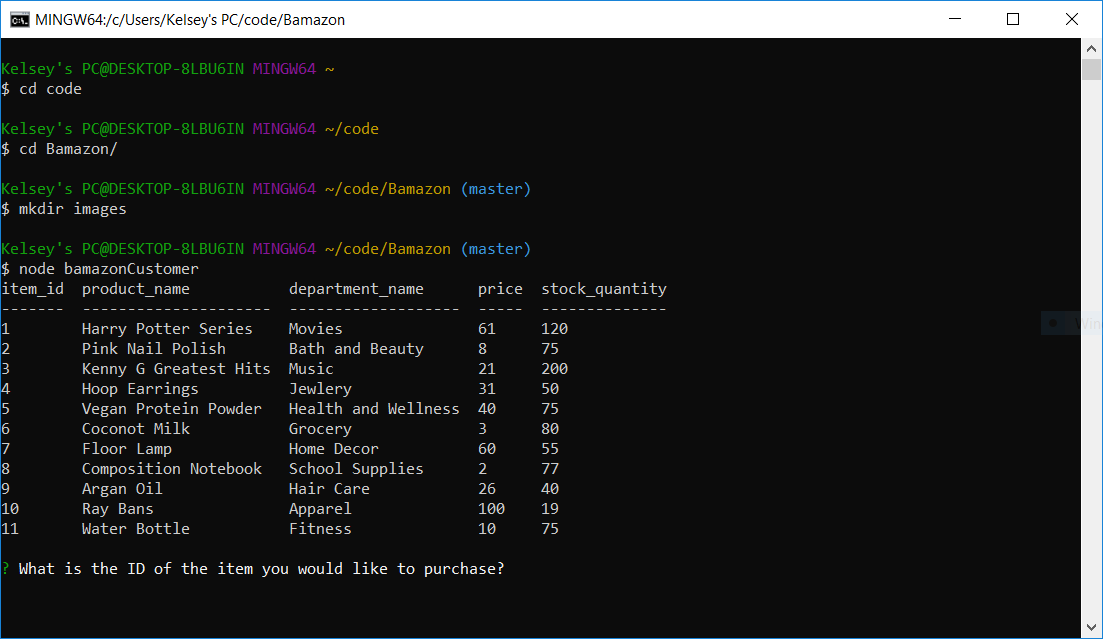 MINGW64:/c/Users/Kelsey's PC/code/Bamazon
Kelsey's PC@DESKTOP-8LBU6IN MINGW64 ~
$ cd code
Kelsey's PC@DESKTOP-8LBU6IN MINGW64 ~/code
$ cd Bamazon/
Kelsey's PC@DESKTOP-8LBU6IN MINGW64 ~/code/Bamazon (master)
$ mkdir images
Kelsey's PC@DESKTOP-8LBU6IN MINGW64 ~/code/Bamazon (master)
$ node bamazonCustomer
item_id  product_name           department_name      price  stock_quantity
-------  ---------------------  -------------------  -----  --------------
1        Harry Potter Series    Movies               61     120
2        Pink Nail Polish       Bath and Beauty      8      75
3        Kenny G Greatest Hits  Music                21     200
4        Hoop Earrings          Jewlery              31     50
5        Vegan Protein Powder   Health and Wellness  40     75
6        Coconot Milk           Grocery              3      80
7        Floor Lamp             Home Decor           60     55
8        Composition Notebook   School Supplies      2      77
9        Argan Oil              Hair Care            26     40
10       Ray Bans               Apparel              100    19
11       Water Bottle           Fitness              10     75
? What is the ID of the item you would like to purchase?